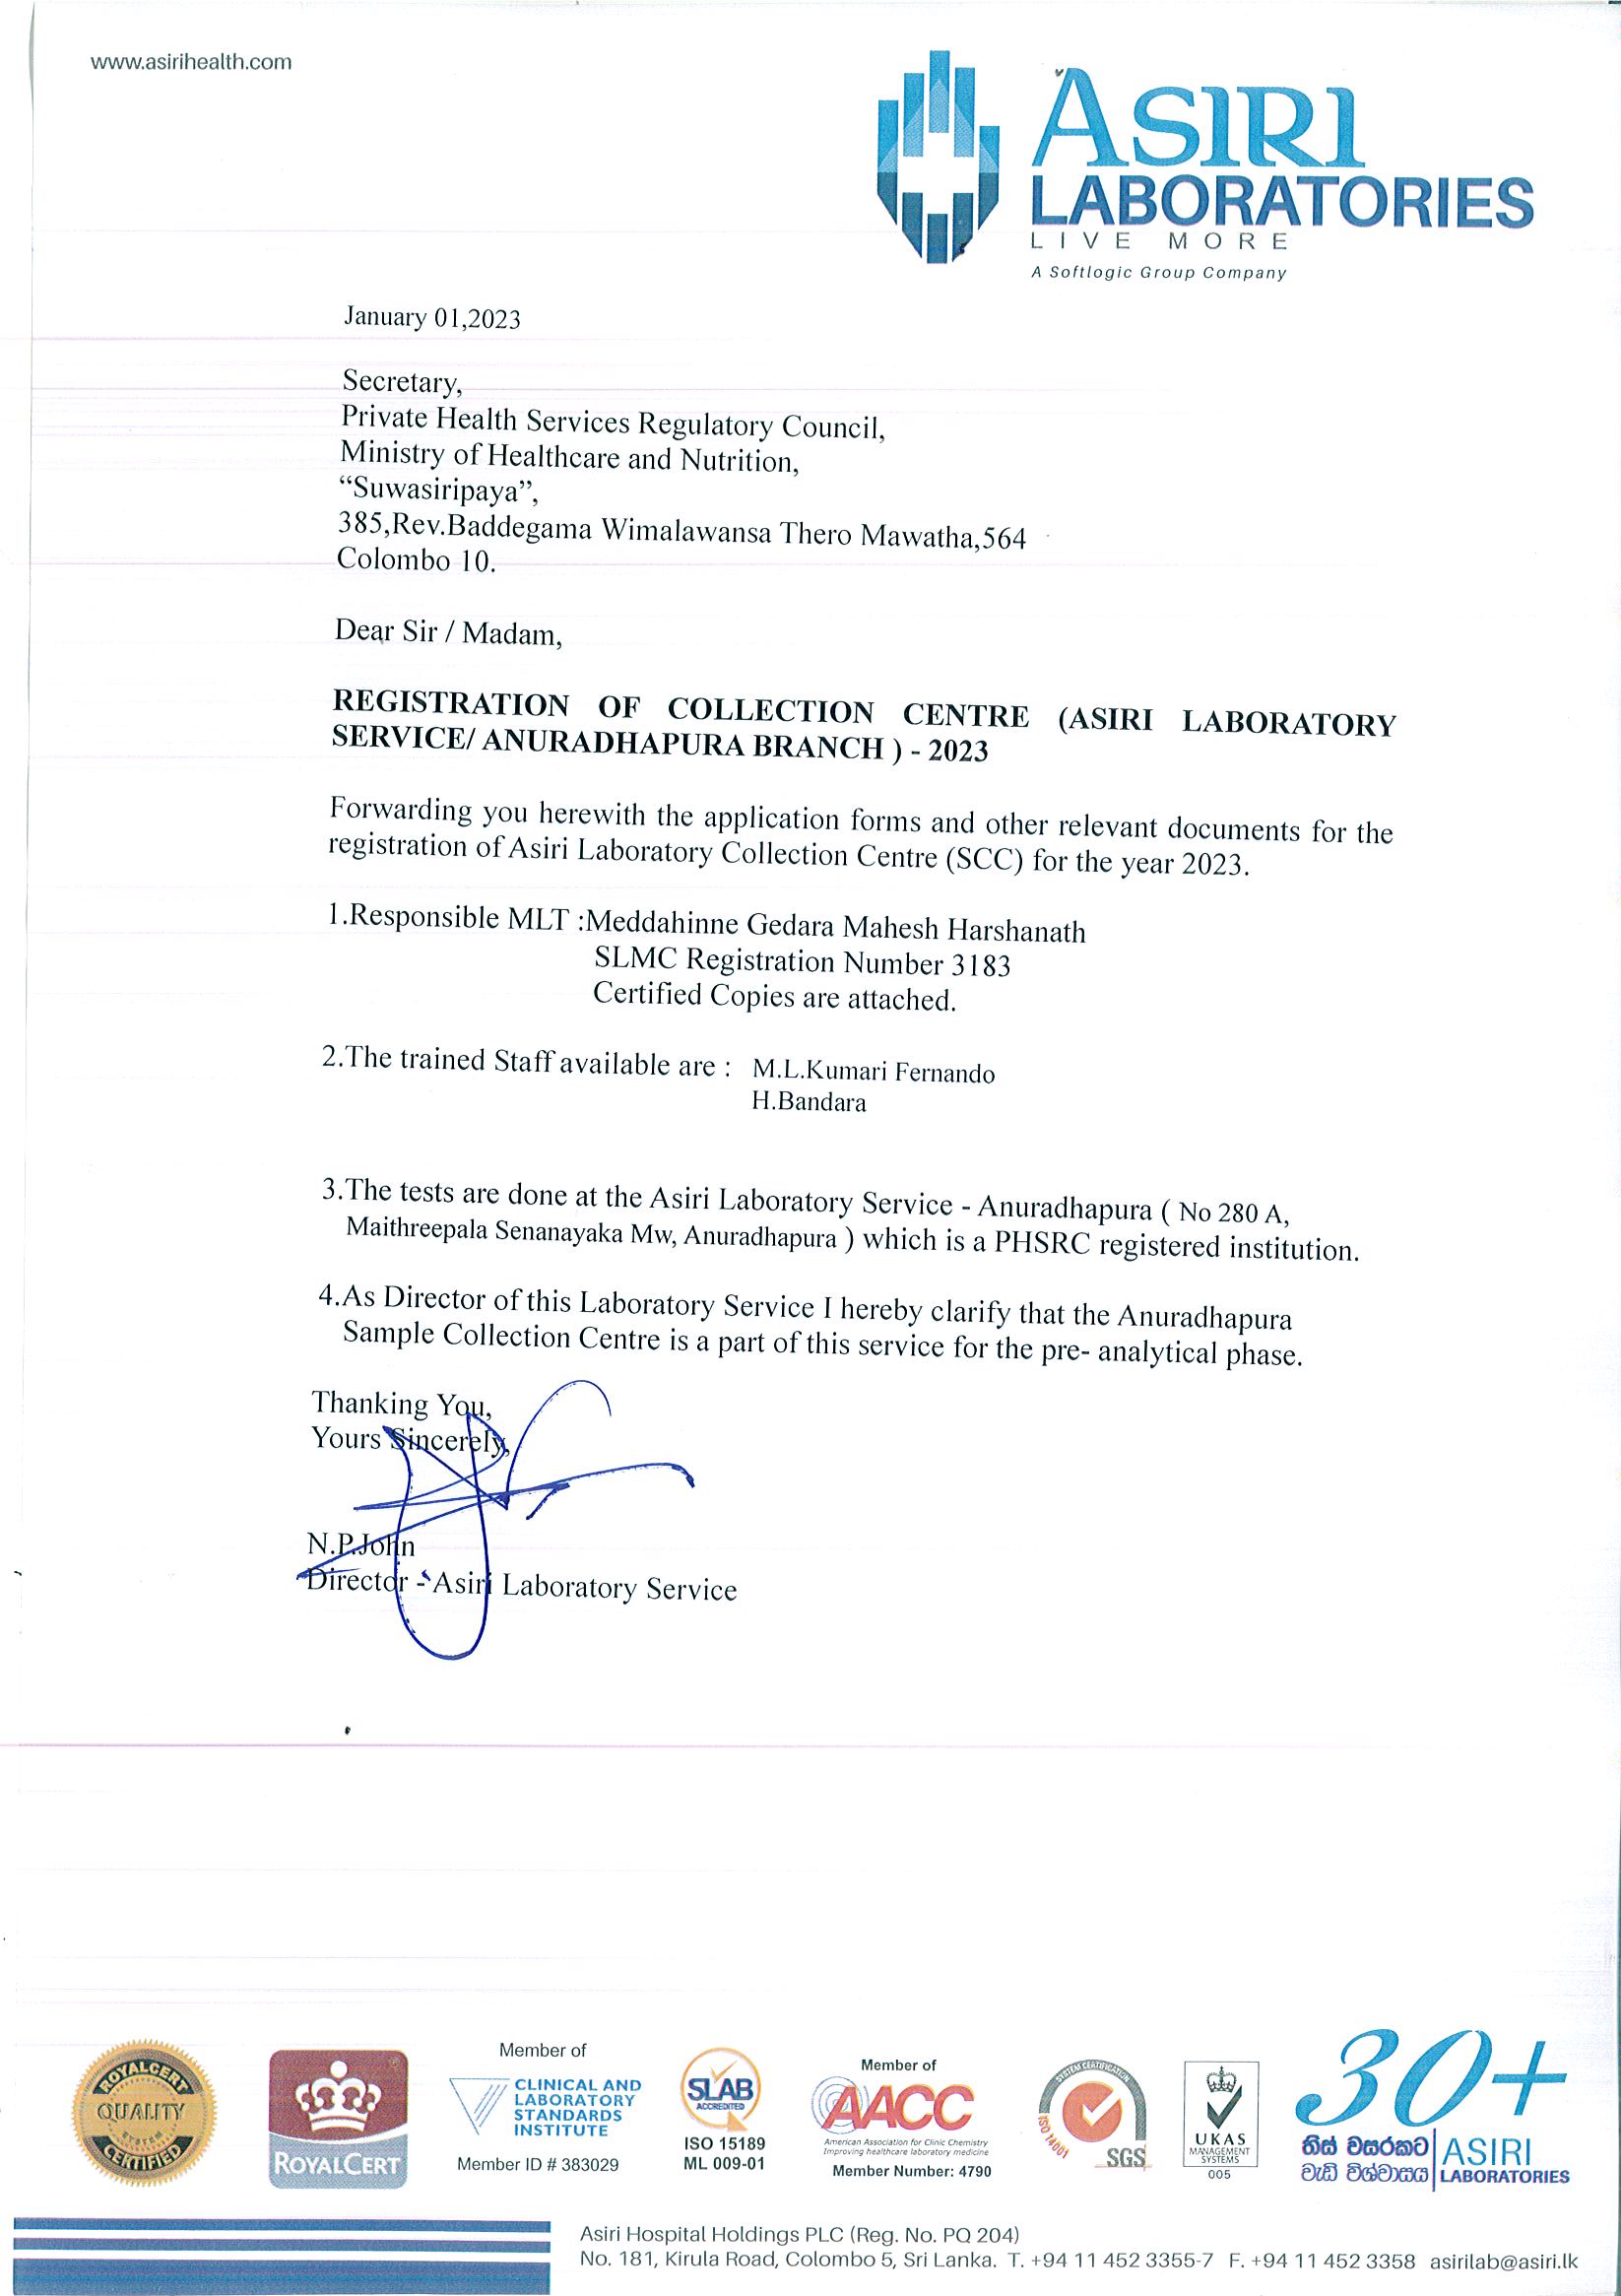 www.asirihealth.com
ASIRI
LABORATORIES
LIVE MORE
A Softlogic Group Company
January 01,2023
Secretary,
Private Health Services Regulatory Council,
Ministry of Healthcare and Nutrition,
“Suwasiripaya”,
385,Rev.Baddegama Wimalawansa Thero Mawatha,564
Colombo 10.
Dear Sir / Madam,
REGISTRATION OF COLLECTION CENTRE (ASIRI LABORATORY
SERVICE/ ANURADHAPURA BRANCH ) - 2023
Forwarding you herewith the application forms and other relevant documents for the
registration of Asiri Laboratory Collection Centre (SCC) for the year 2023.
1.Responsible MLT :Meddahinne Gedara Mahesh Harshanath
SLMC Registration Number 3183
Certified Copies are attached.
2.The trained Staff available are : M.L.Kumari Fernando
H.Bandara
3.The tests are done at the Asiri Laboratory Service - Anuradhapura ( No 280 A,
Maithreepala Senanayaka Mw, Anuradhapura ) which is a PHSRC registered institution.
4.As Director of this Laboratory Service I hereby clarify that the Anuradhapura
Sample Collection Centre is a part of this service for the pre- analytical phase.
Thanking You,
Yours Sincerely,
N.P.John
Director - Asiri Laboratory Service
ROYALCERT
QUALITY
SYSTEM
CERTIFIED
ROYALCERT
Member of
CLINICAL AND
LABORATORY
STANDARDS
INSTITUTE
Member ID # 383029
SLAB
ACCREDITED
ISO 15189
ML 009-01
Member of
AACC
American Association for Clinic Chemistry
Improving healthcare laboratory medicine
Member Number: 4790
SYSTEM CERTIFICATION
ISO 14001
SGS
UKAS
MANAGEMENT
SYSTEMS
005
30+
තිස් වසරකට
වැඩි විශ්වාසය
ASIRI
LABORATORIES
Asiri Hospital Holdings PLC (Reg. No. PQ 204)
No. 181, Kirula Road, Colombo 5, Sri Lanka. T. +94 11 452 3355-7 F. +94 11 452 3358 asirilab@asiri.lk